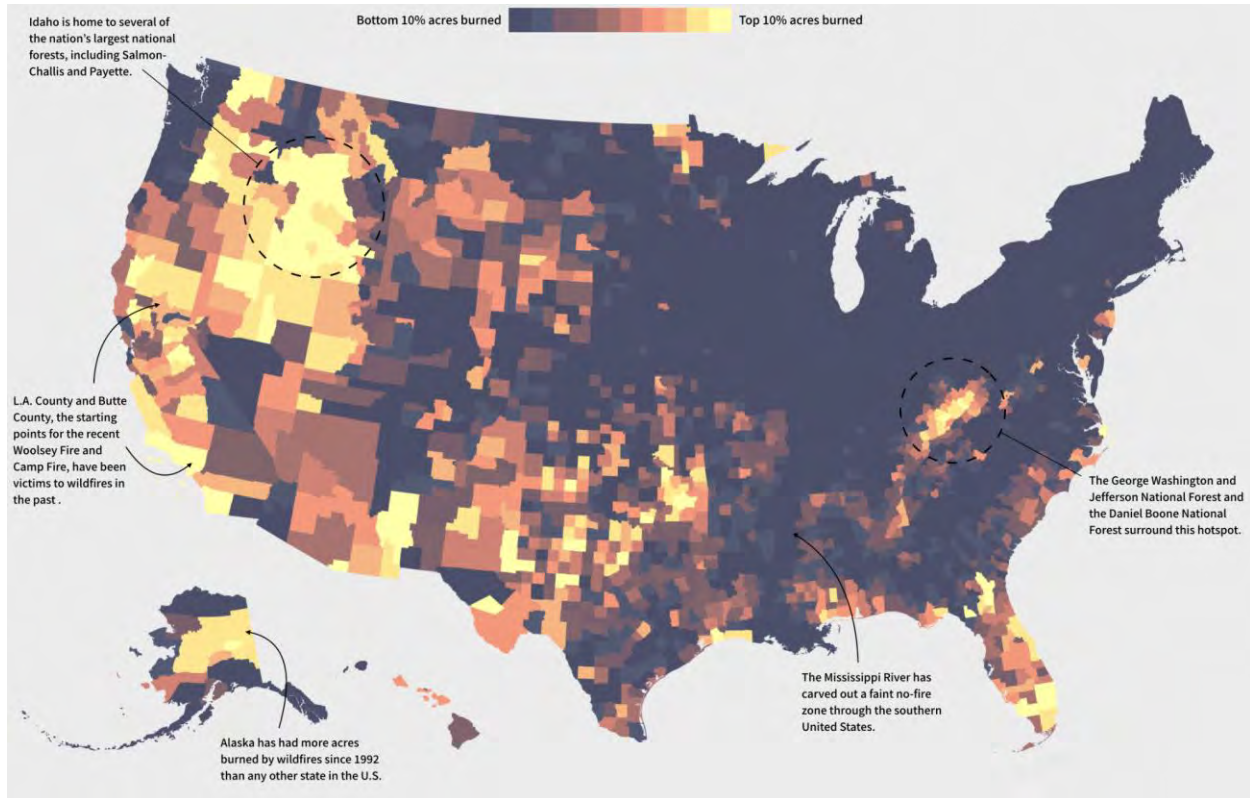 Idaho is home to several of
the nation's largest national
forests, including Salmon-
Challis and Payette.
Bottom 10% acres burned
Top 10% acres burned
L.A. County and Butte
County, the starting
points for the recent
Woolsey Fire and
Camp Fire, have been
victims to wildfires in
the past .
The George Washington and
Jefferson National Forest and
the Daniel Boone National
Forest surround this hotspot.
The Mississippi River has
carved out a faint no-fire
zone through the southern
United States.
Alaska has had more acres
burned by wildfires since 1992
than any other state in the U.S.